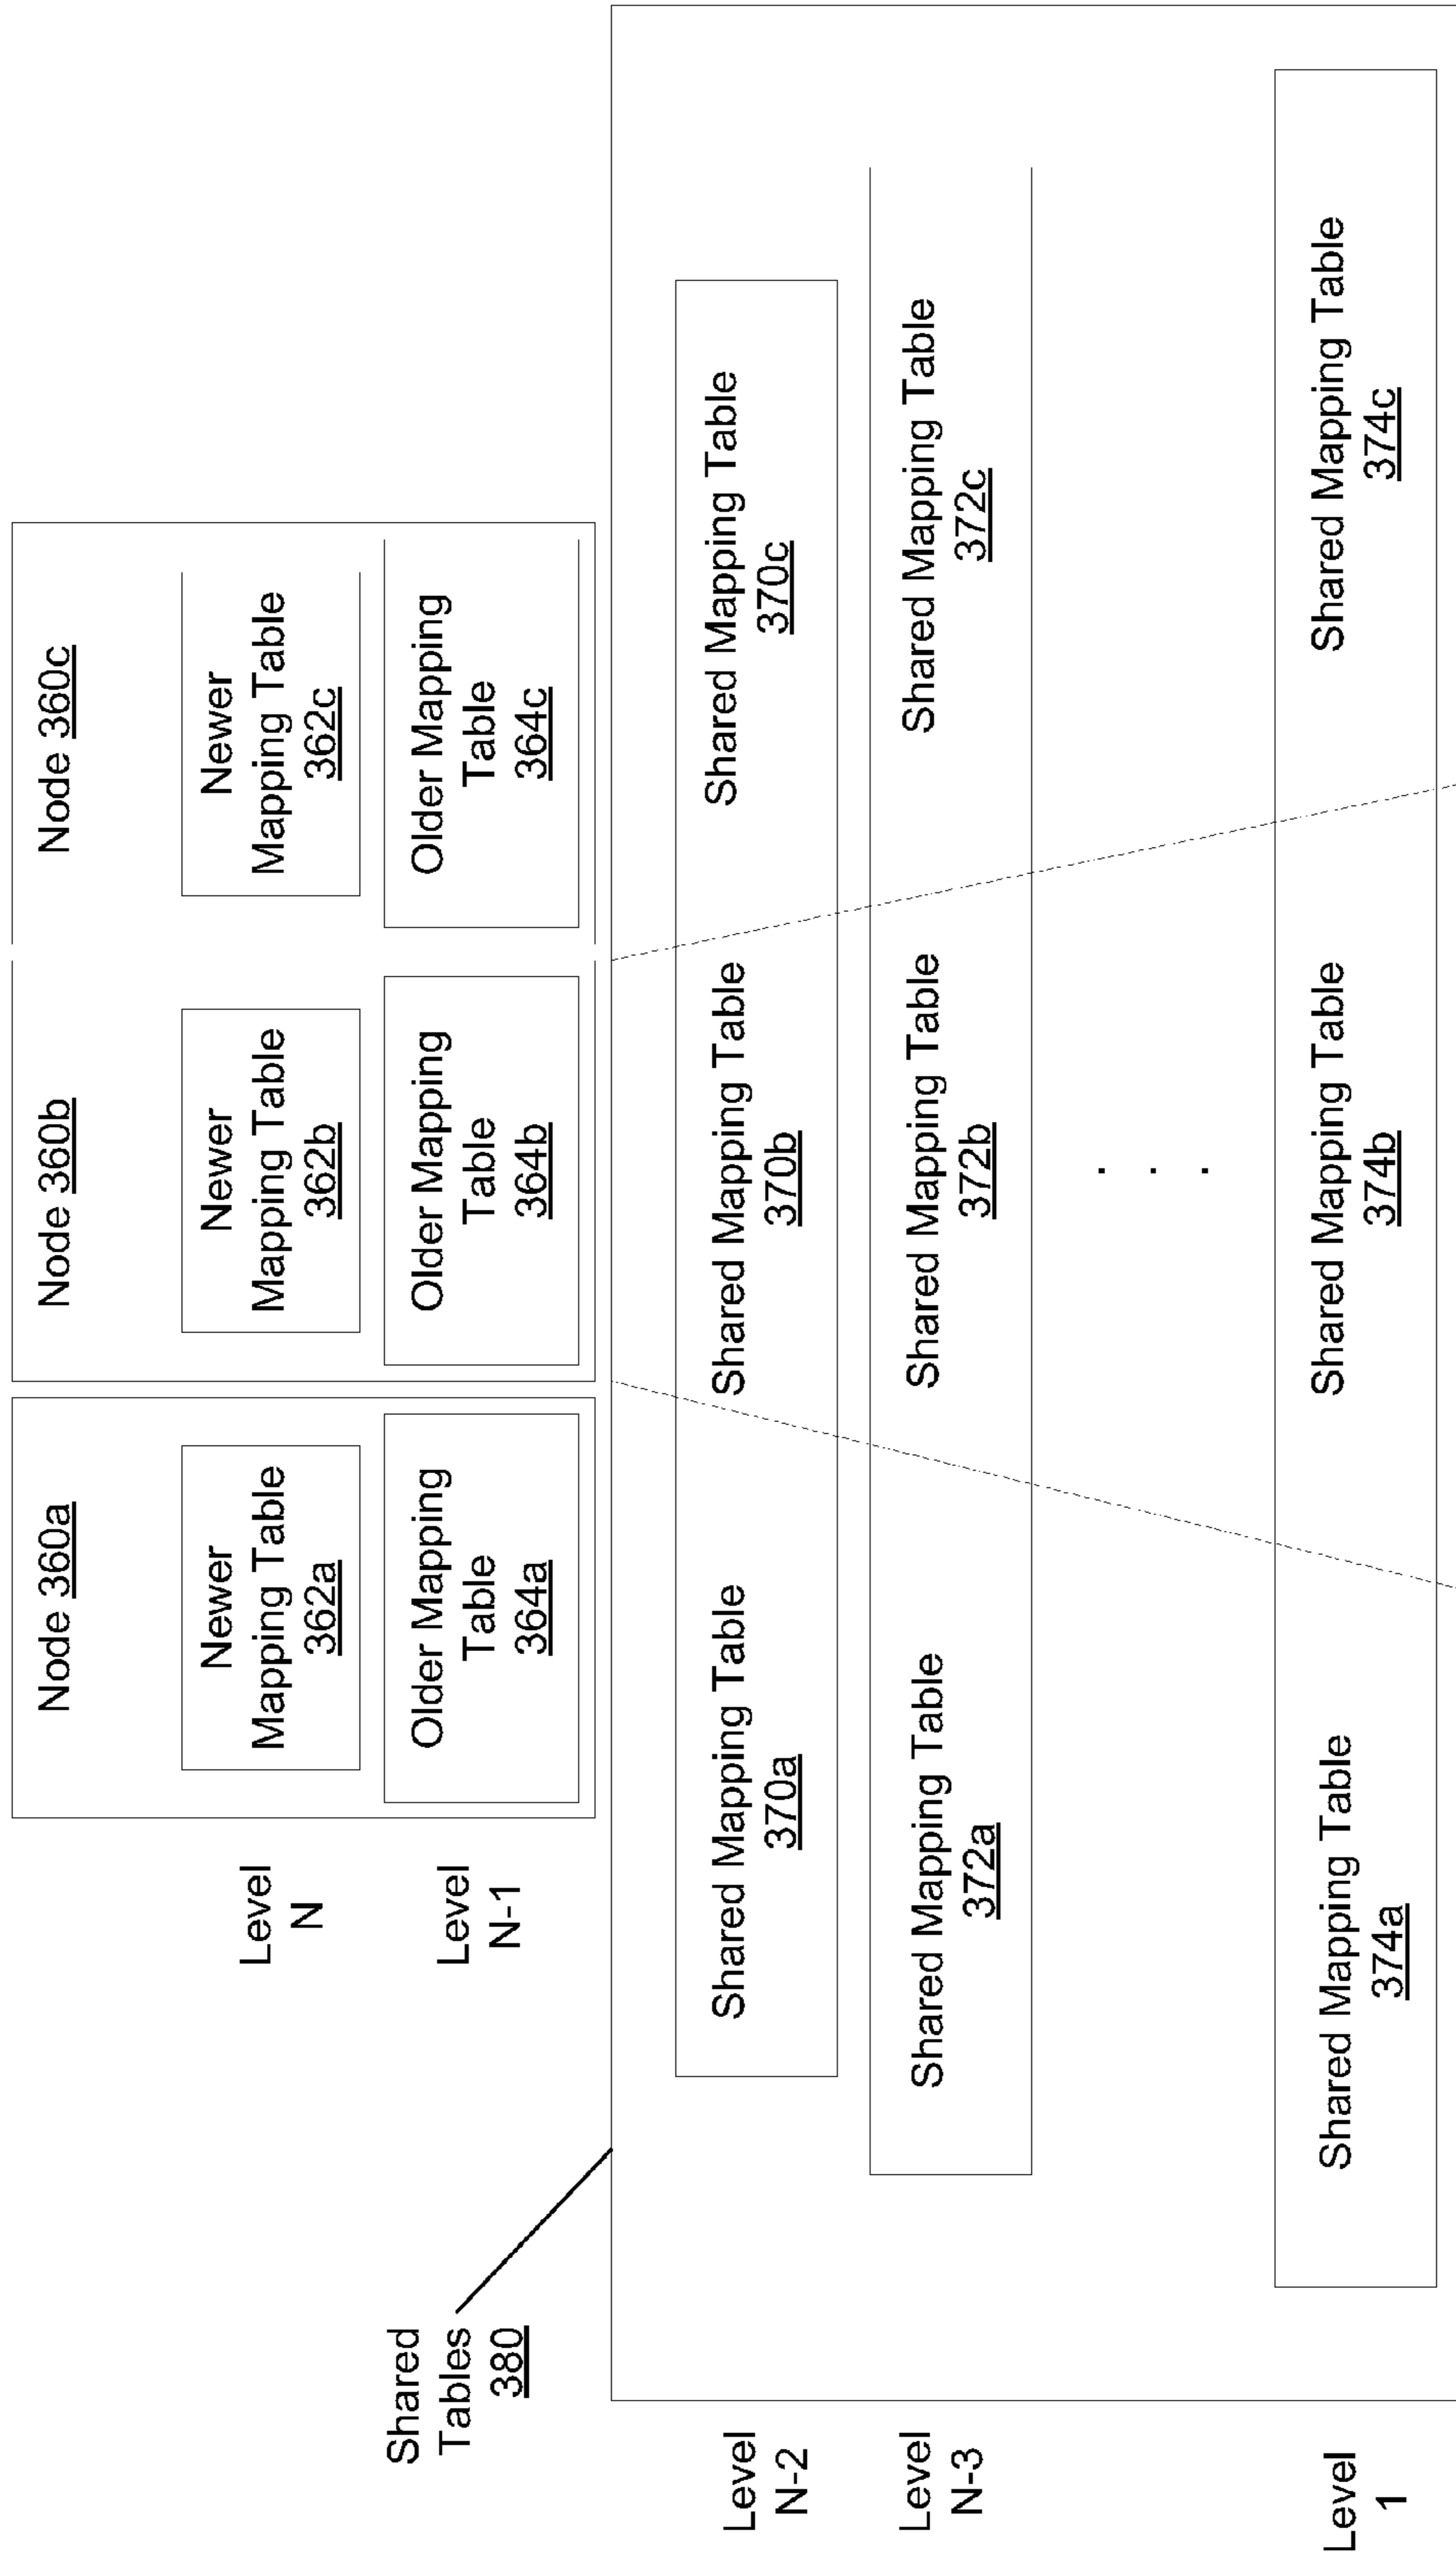 Node 360a
Node 360b
Node 360c
Level
N
Newer
Mapping Table
362a
Newer
Mapping Table
362b
Newer
Mapping Table
362c
Level
N-1
Older Mapping
Table
364a
Older Mapping
Table
364b
Older Mapping
Table
364c
Shared
Tables
380
Level
N-2
Shared Mapping Table
370a
Shared Mapping Table
370b
Shared Mapping Table
370c
Level
N-3
Shared Mapping Table
372a
Shared Mapping Table
372b
Shared Mapping Table
372c
. . .
Level
1
Shared Mapping Table
374a
Shared Mapping Table
374b
Shared Mapping Table
374c